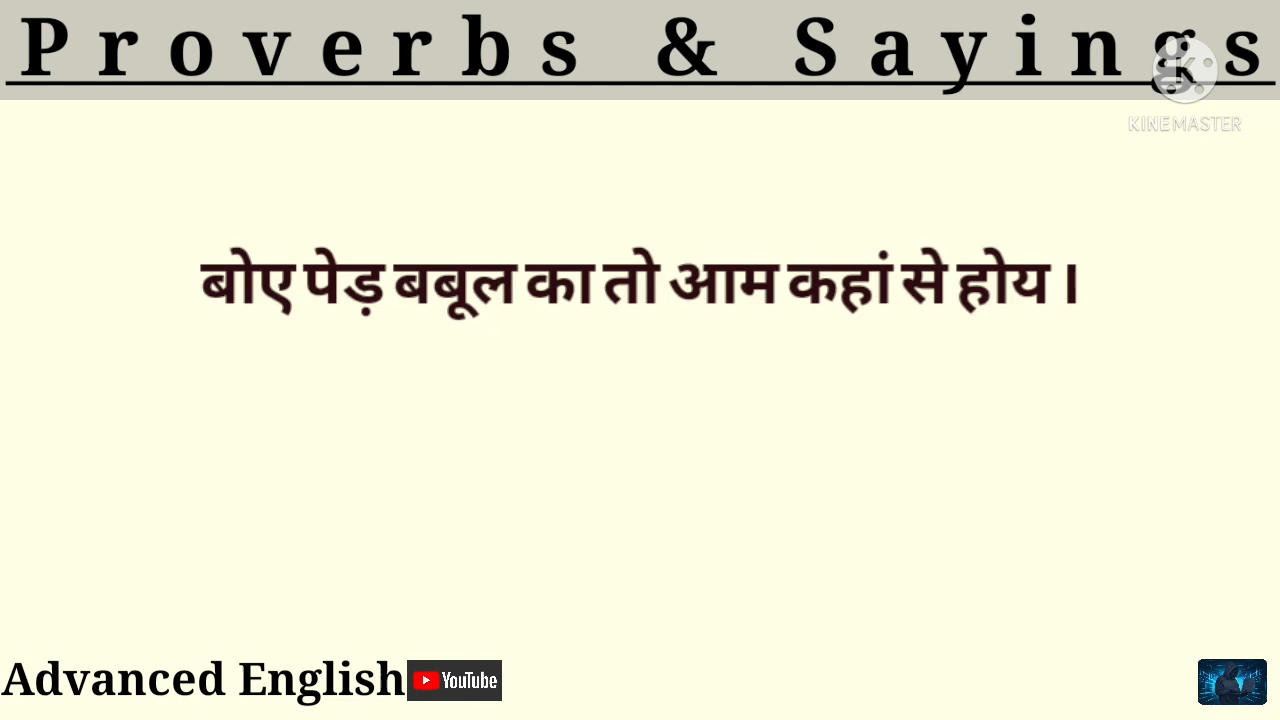 Proverbs & Sayings
KINEMASTER
बोए पेड़ बबूल का तो आम कहां से होय ।
Advanced English YouTube